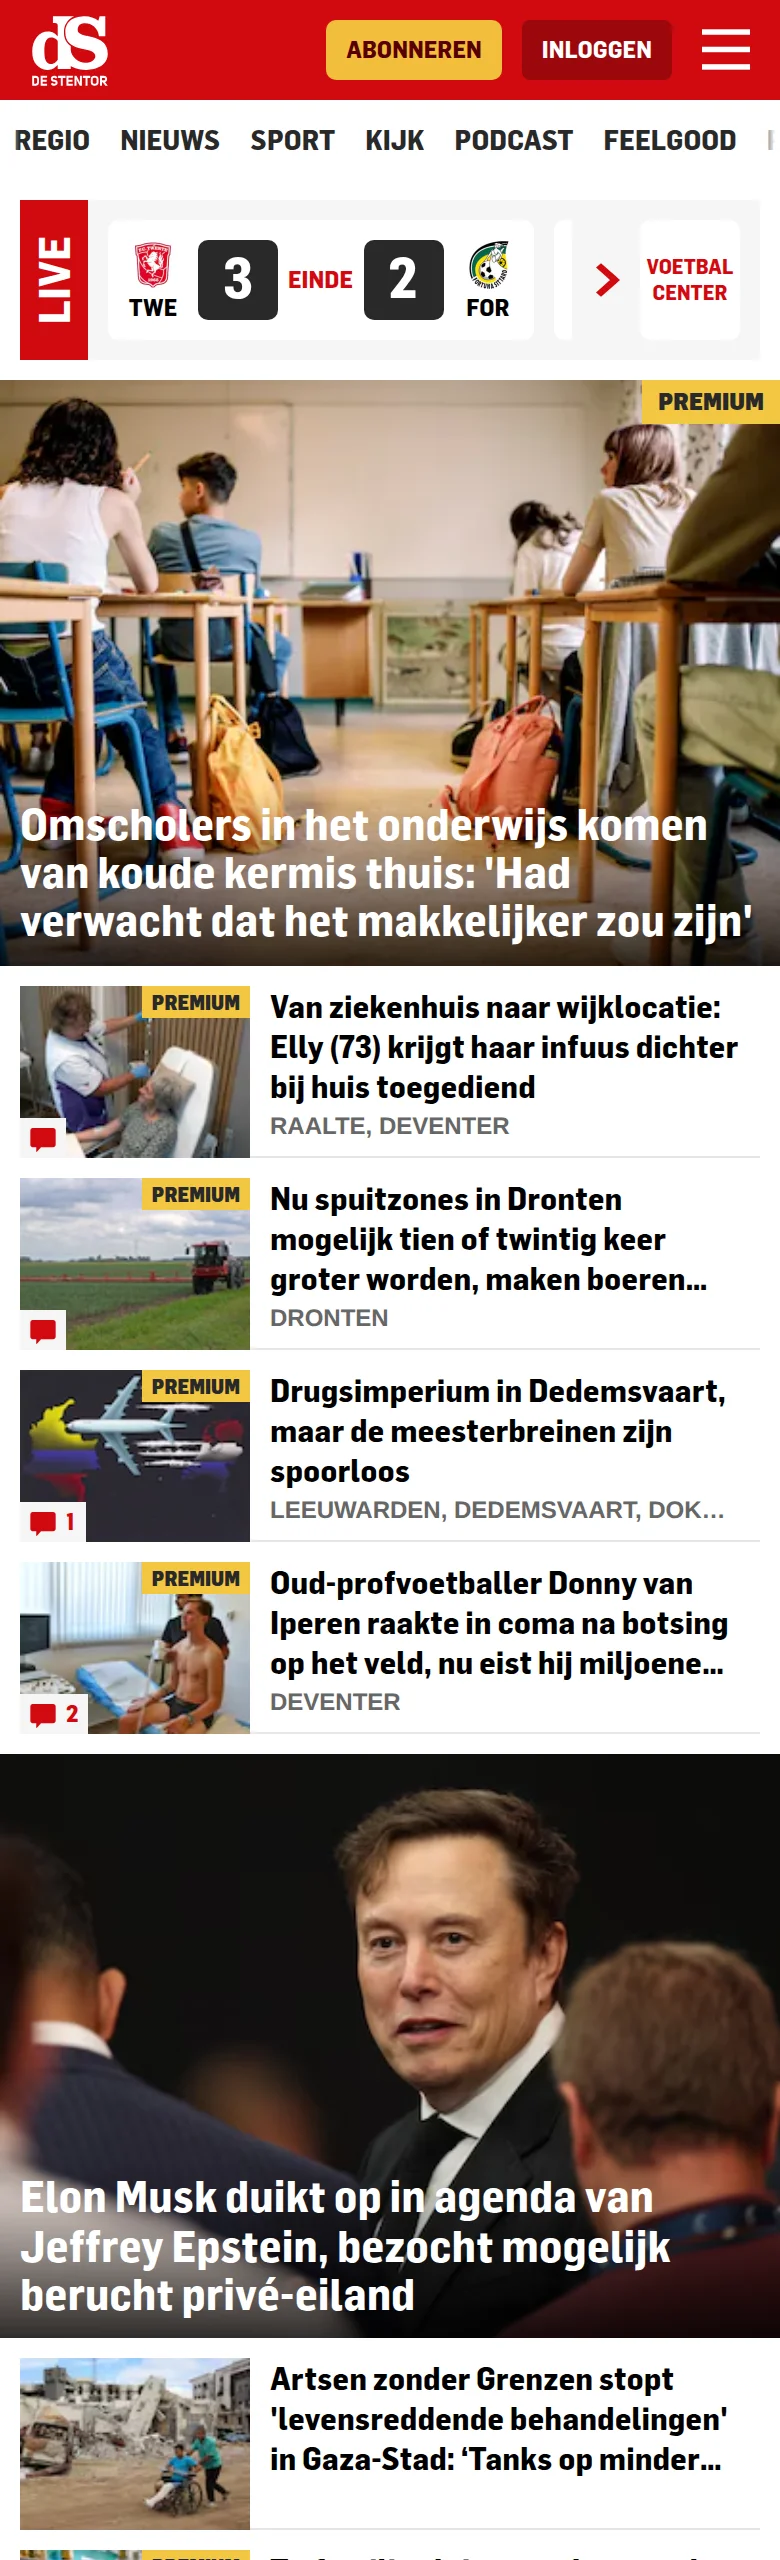 dS
DE STENTOR
ABONNEREN
INLOGGEN
REGIO NIEUWS SPORT KIJK PODCAST FEELGOOD
LIVE
TWE
3
EINDE
2
FOR
VOETBAL
CENTER
PREMIUM
Omscholers in het onderwijs komen
van koude kermis thuis: 'Had
verwacht dat het makkelijker zou zijn'
PREMIUM
Van ziekenhuis naar wijklocatie:
Elly (73) krijgt haar infuus dichter
bij huis toegediend
RAALTE, DEVENTER
PREMIUM
Nu spuitzones in Dronten
mogelijk tien of twintig keer
groter worden, maken boeren...
DRONTEN
PREMIUM
1
Drugsimperium in Dedemsvaart,
maar de meesterbreinen zijn
spoorloos
LEEUWARDEN, DEDEMSVAART, DOK...
PREMIUM
2
Oud-profvoetballer Donny van
Iperen raakte in coma na botsing
op het veld, nu eist hij miljoene...
DEVENTER
Elon Musk duikt op in agenda van
Jeffrey Epstein, bezocht mogelijk
berucht privé-eiland
Artsen zonder Grenzen stopt
'levensreddende behandelingen'
in Gaza-Stad: ‘Tanks op minder...